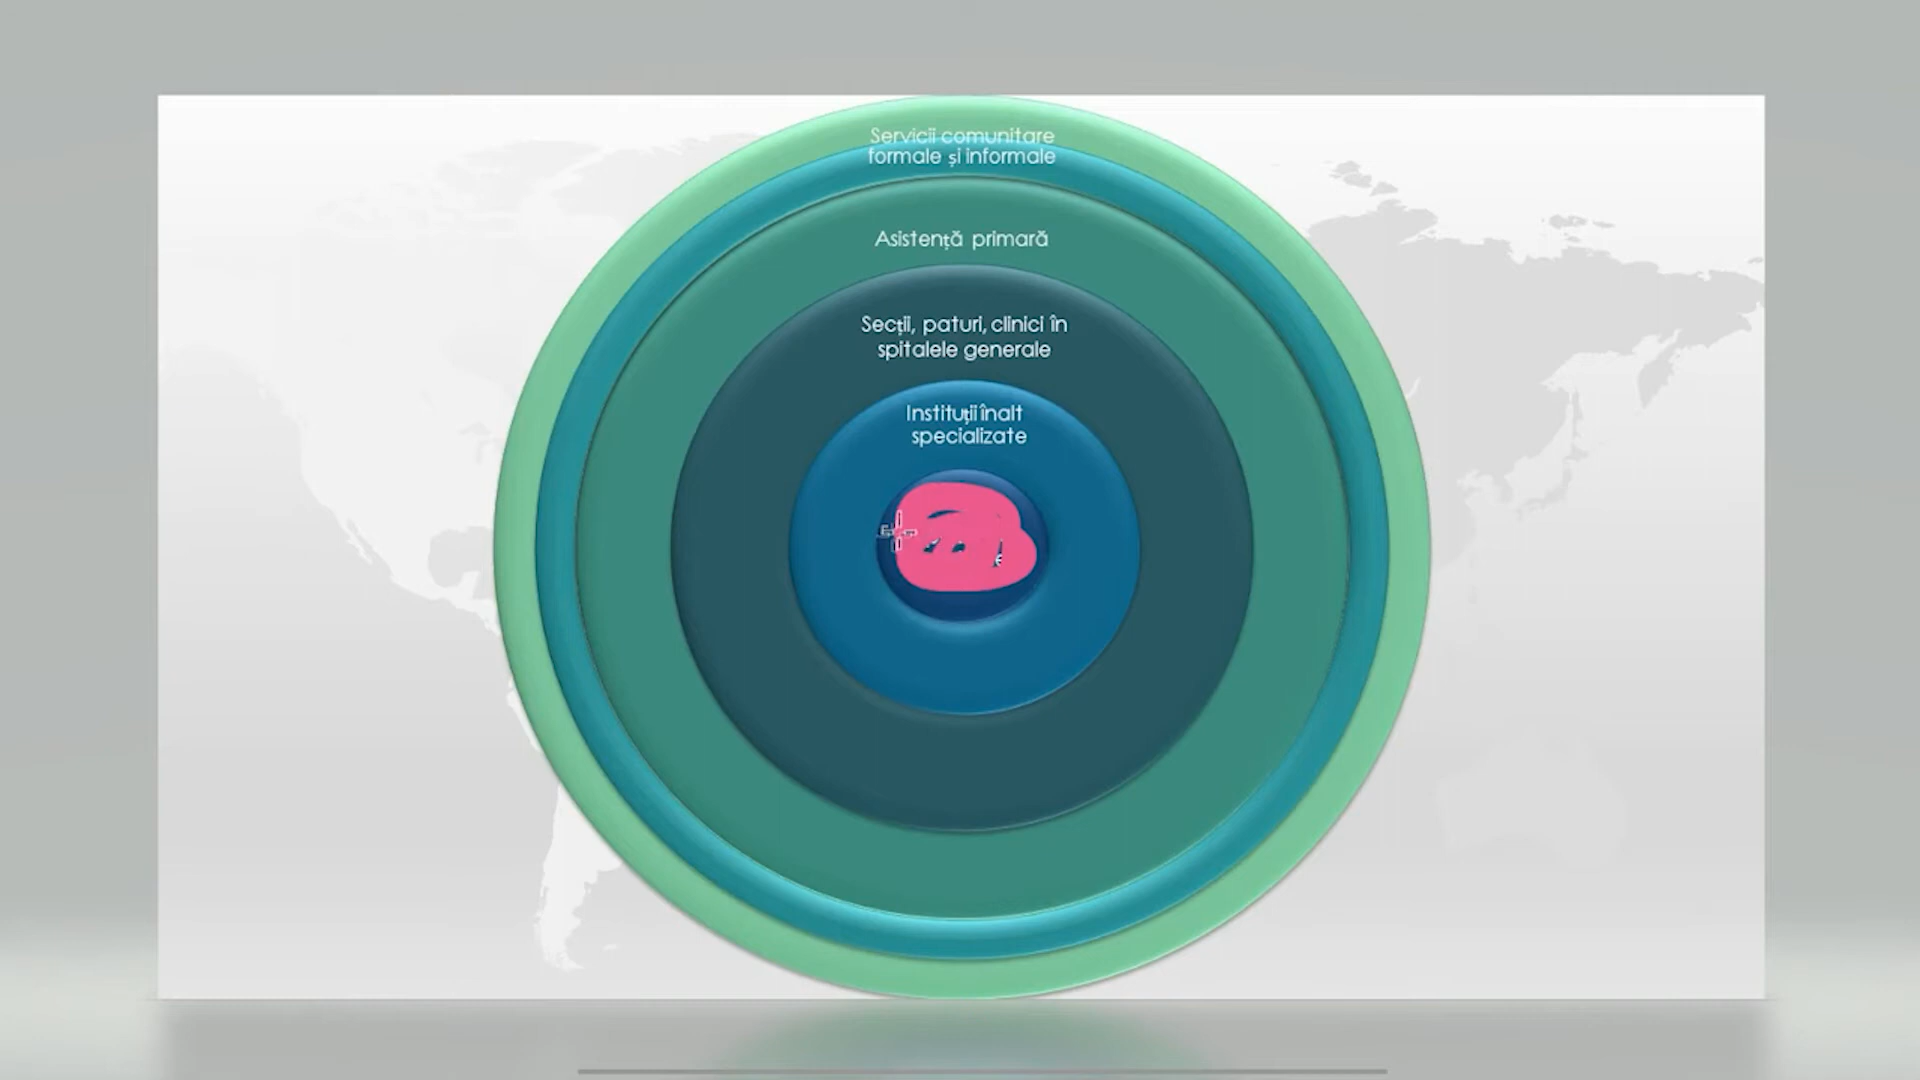 Servicii comunitare
formale și informale
Asistență primară
Secții, paturi, clinici în
spitalele generale
Instituții înalt
specializate